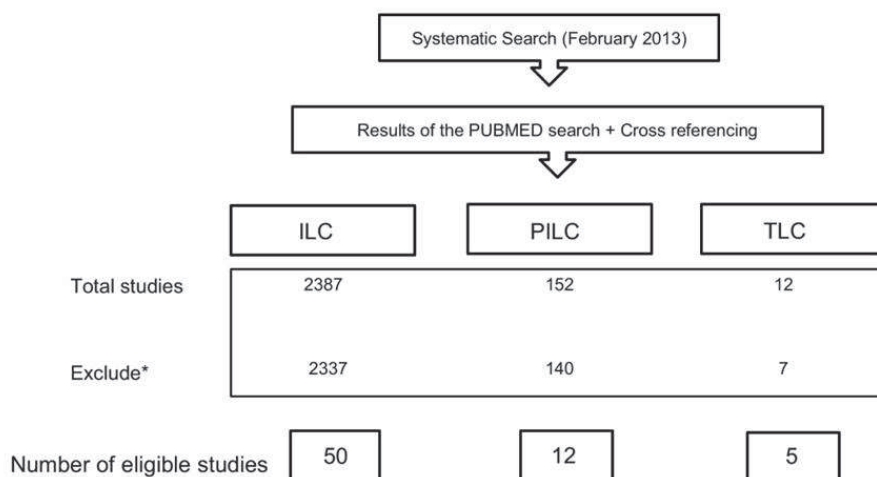 Systematic Search (February 2013)
Results of the PUBMED search + Cross referencing
ILC PILC TLC
Total studies 2387 152 12
Exclude* 2337 140 7
Number of eligible studies 50 12 5